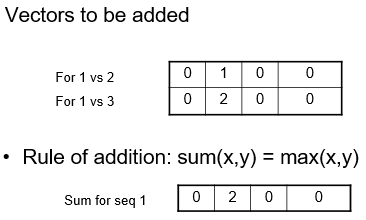 Vectors to be added
For 1 vs 2 0 1 0 0
For 1 vs 3 0 2 0 0
• Rule of addition: sum(x,y) = max(x,y)
Sum for seq 1 0 2 0 0